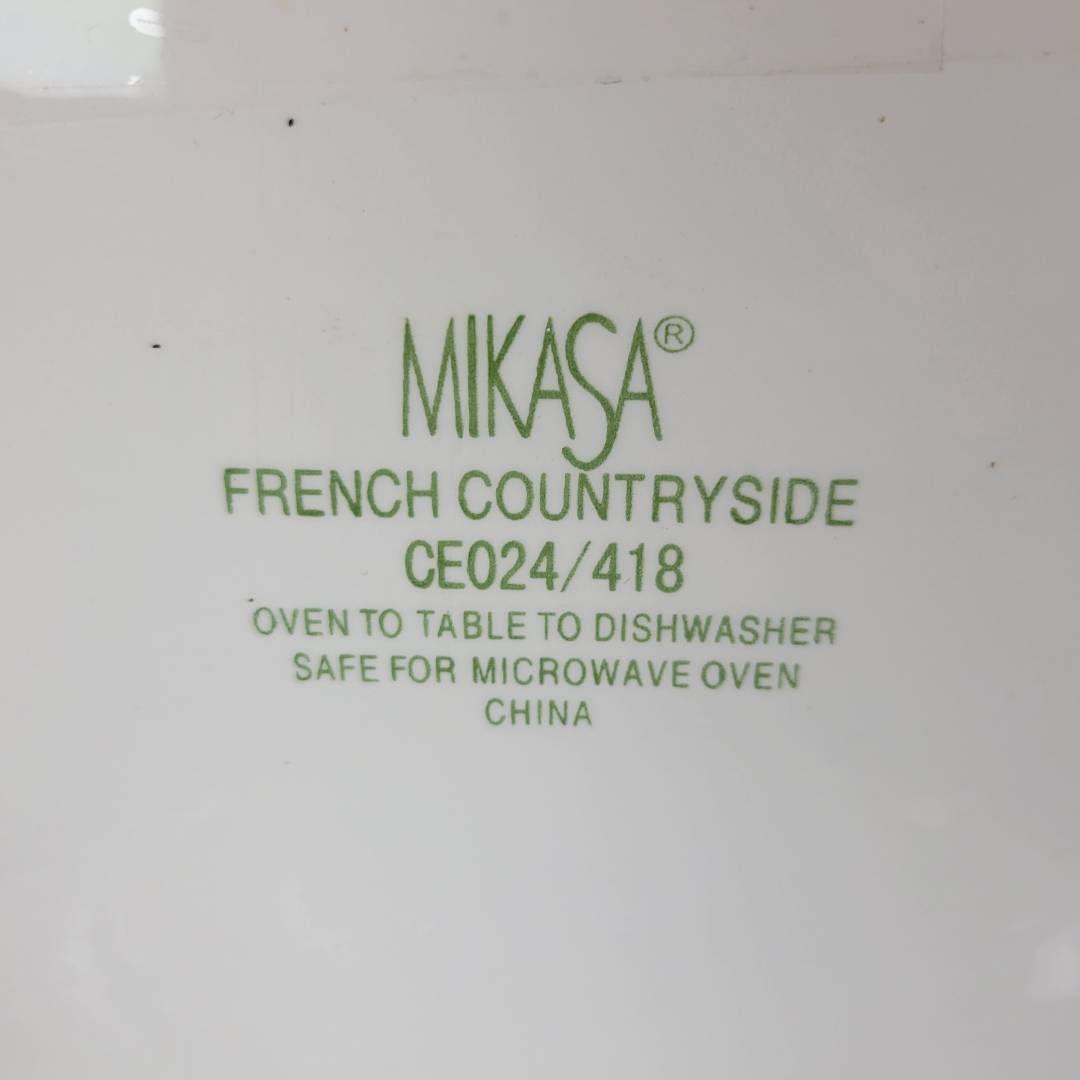 MIKASA®
FRENCH COUNTRYSIDE
CE024/418
OVEN TO TABLE TO DISHWASHER
SAFE FOR MICROWAVE OVEN
CHINA